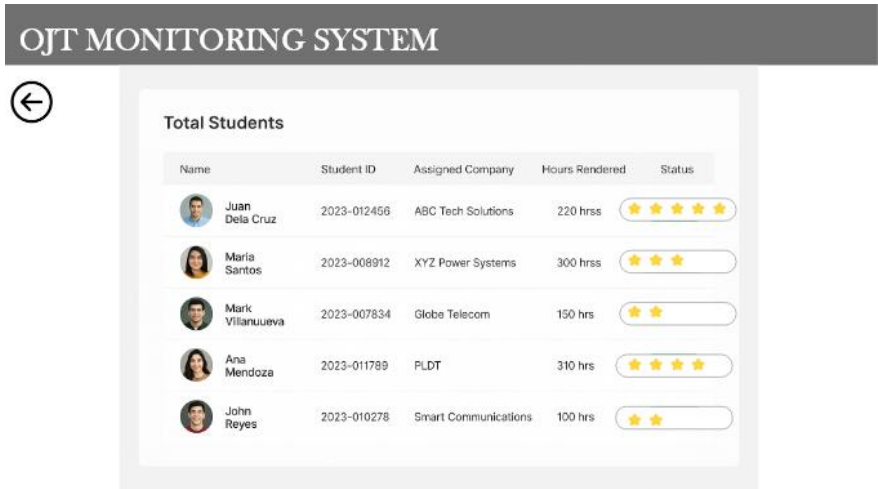 OJT MONITORING SYSTEM
Total Students
Name Student ID Assigned Company Hours Rendered Status
Juan
Dela Cruz 2023-012456 ABC Tech Solutions 220 hrss
Maria
Santos 2023-008912 XYZ Power Systems 300 hrss
Mark
Villanuueva 2023-007834 Globe Telecom 150 hrs
Ana
Mendoza 2023-011789 PLDT 310 hrs
John
Reyes 2023-010278 Smart Communications 100 hrs